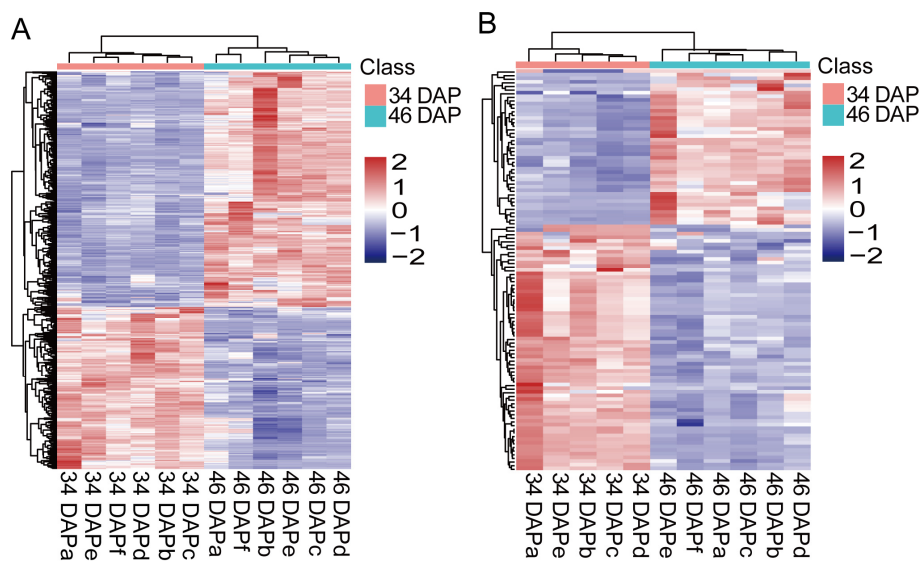 A
Class
34 DAP
46 DAP
2
1
0
−1
−2
34 DAPa
34 DAPe
34 DAPf
34 DAPd
34 DAPb
34 DAPc
46 DAPa
46 DAPf
46 DAPb
46 DAPe
46 DAPc
46 DAPd
B
Class
34 DAP
46 DAP
2
1
0
−1
−2
34 DAPa
34 DAPe
34 DAPb
34 DAPc
34 DAPd
46 DAPe
46 DAPf
46 DAPa
46 DAPc
46 DAPb
46 DAPd